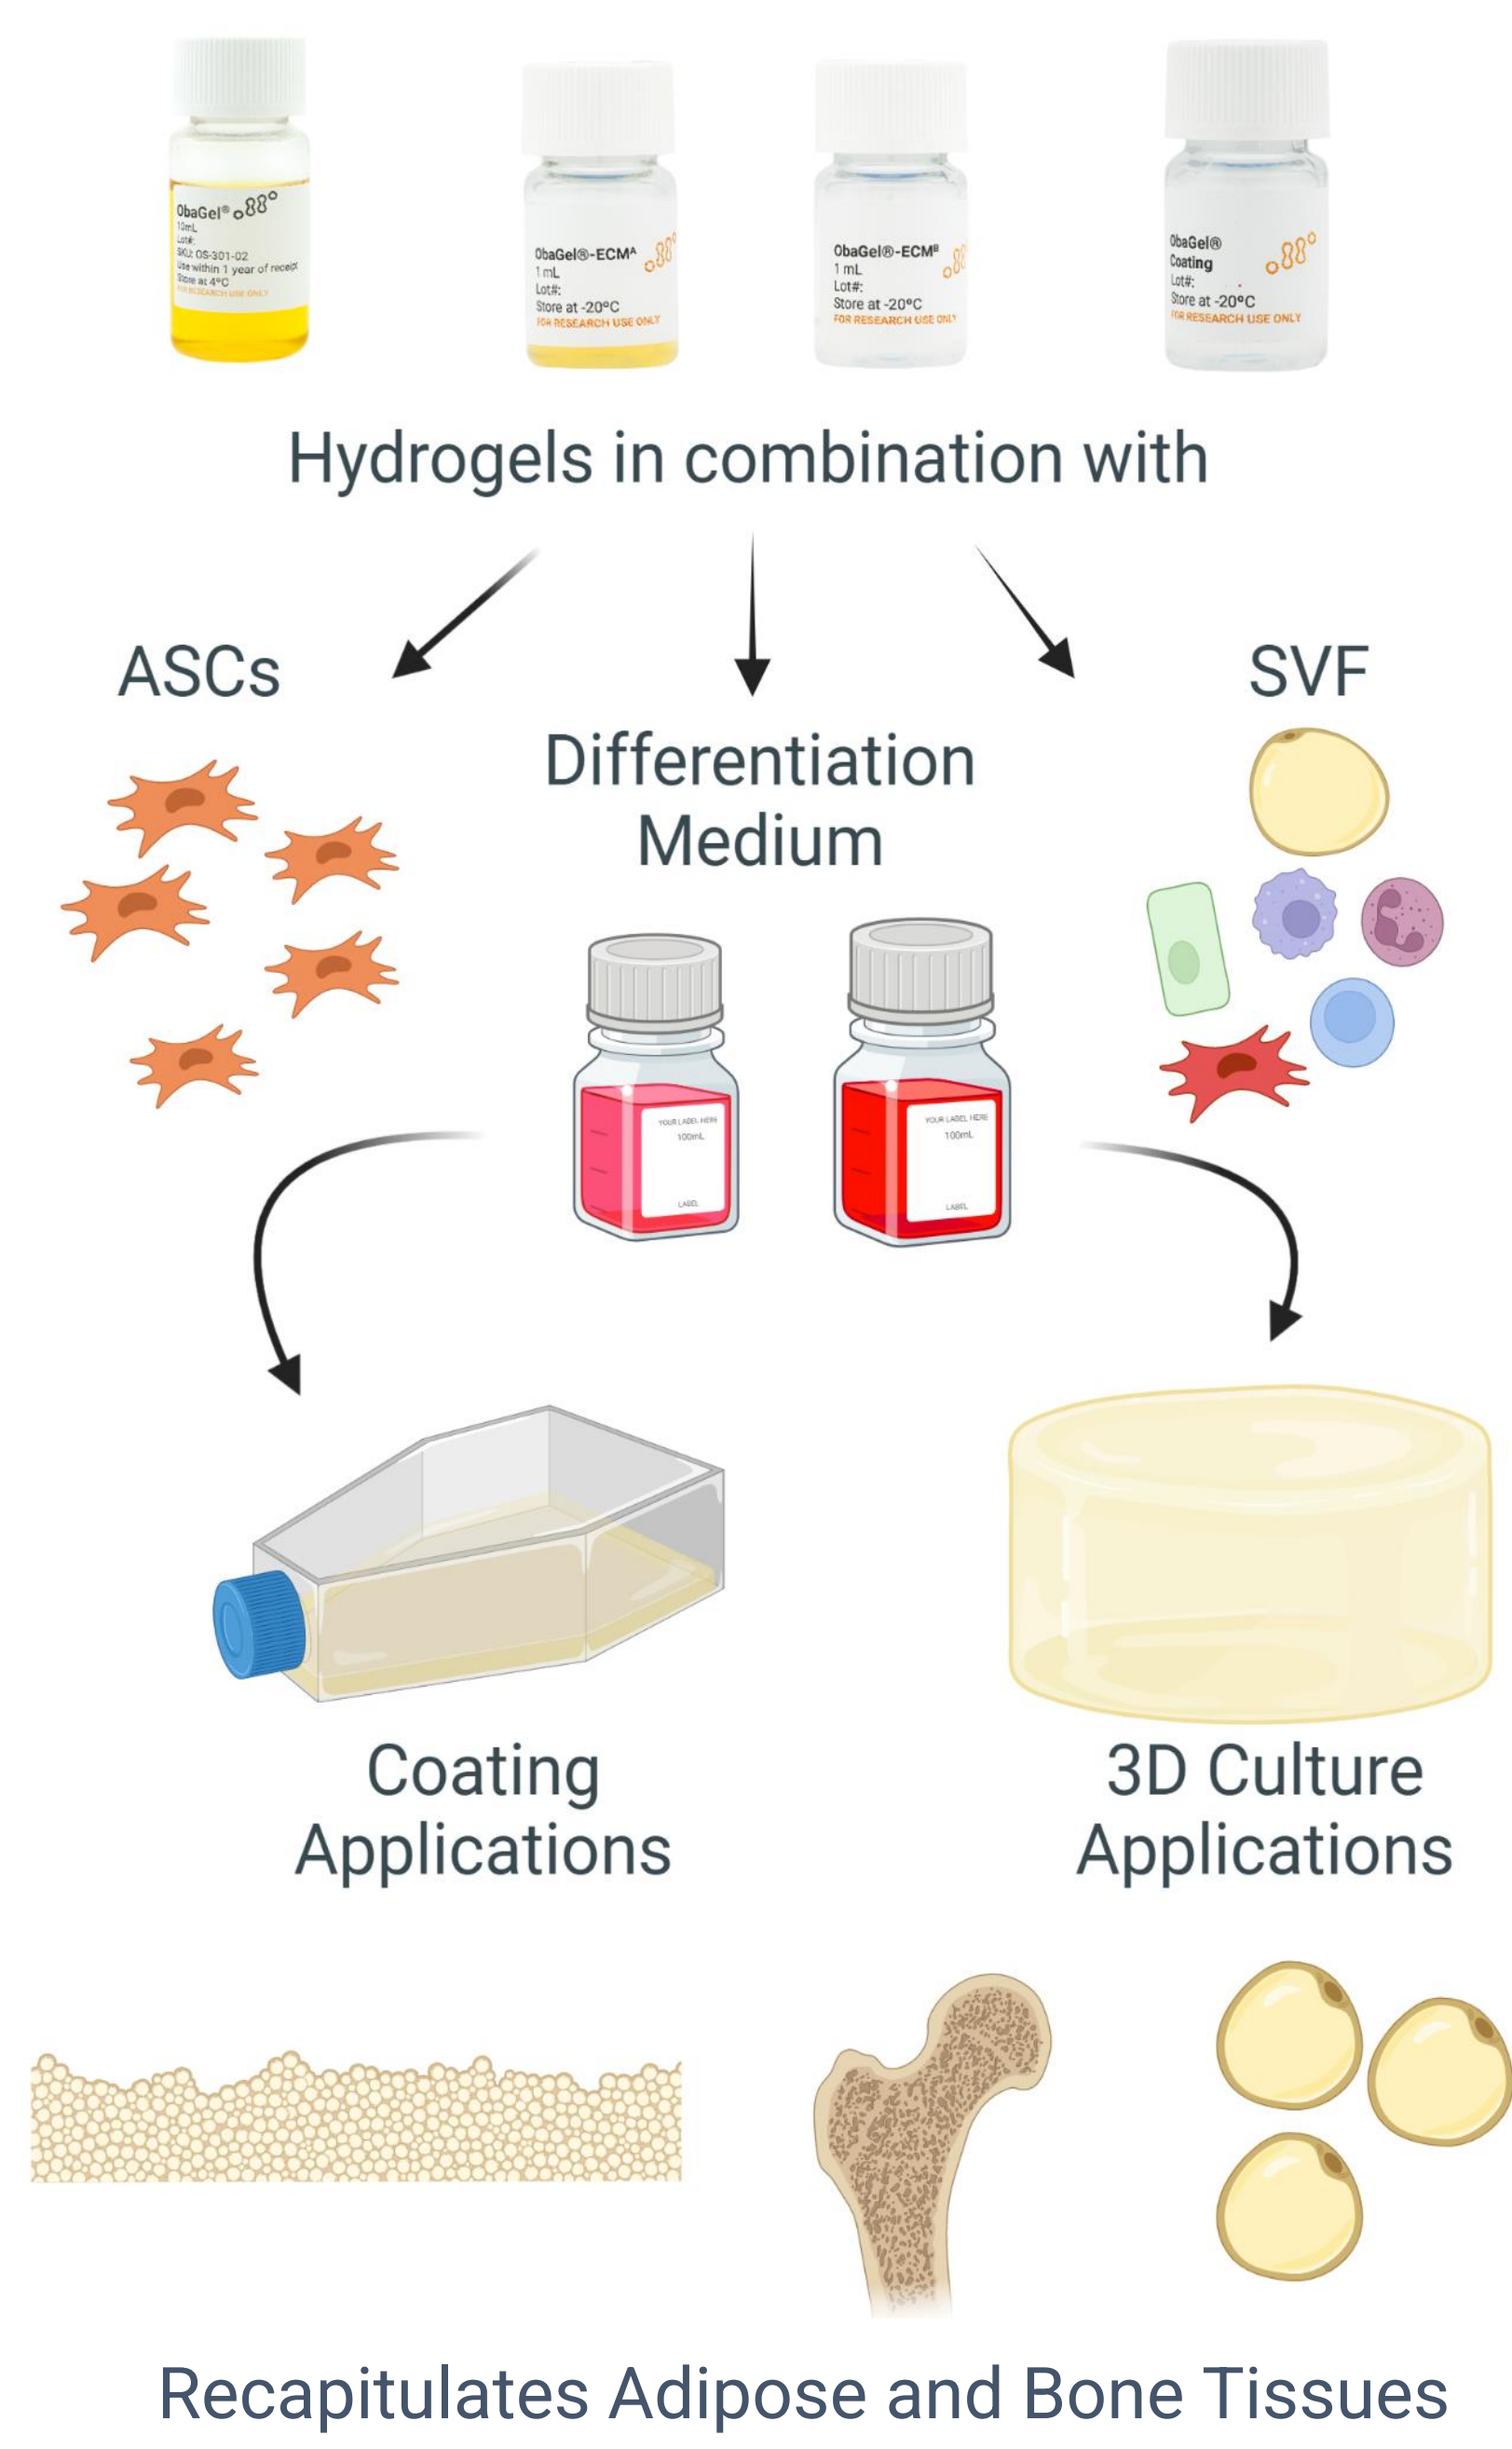 ObaGel®
10mL
Lot#:
SKU: OS-301-02
Use within 1 year of receipt
Store at 4°C
FOR RESEARCH USE ONLY
ObaGel®-ECMᴬ
1 mL
Lot#:
Store at -20°C
FOR RESEARCH USE ONLY
ObaGel®-ECMᴮ
1 mL
Lot#:
Store at -20°C
FOR RESEARCH USE ONLY
ObaGel®
Coating
Lot#:
Store at -20°C
FOR RESEARCH USE ONLY
Hydrogels in combination with
ASCs
Differentiation
Medium
SVF
YOUR LABEL HERE
100mL
LABEL
YOUR LABEL HERE
100mL
LABEL
Coating
Applications
3D Culture
Applications
Recapitulates Adipose and Bone Tissues